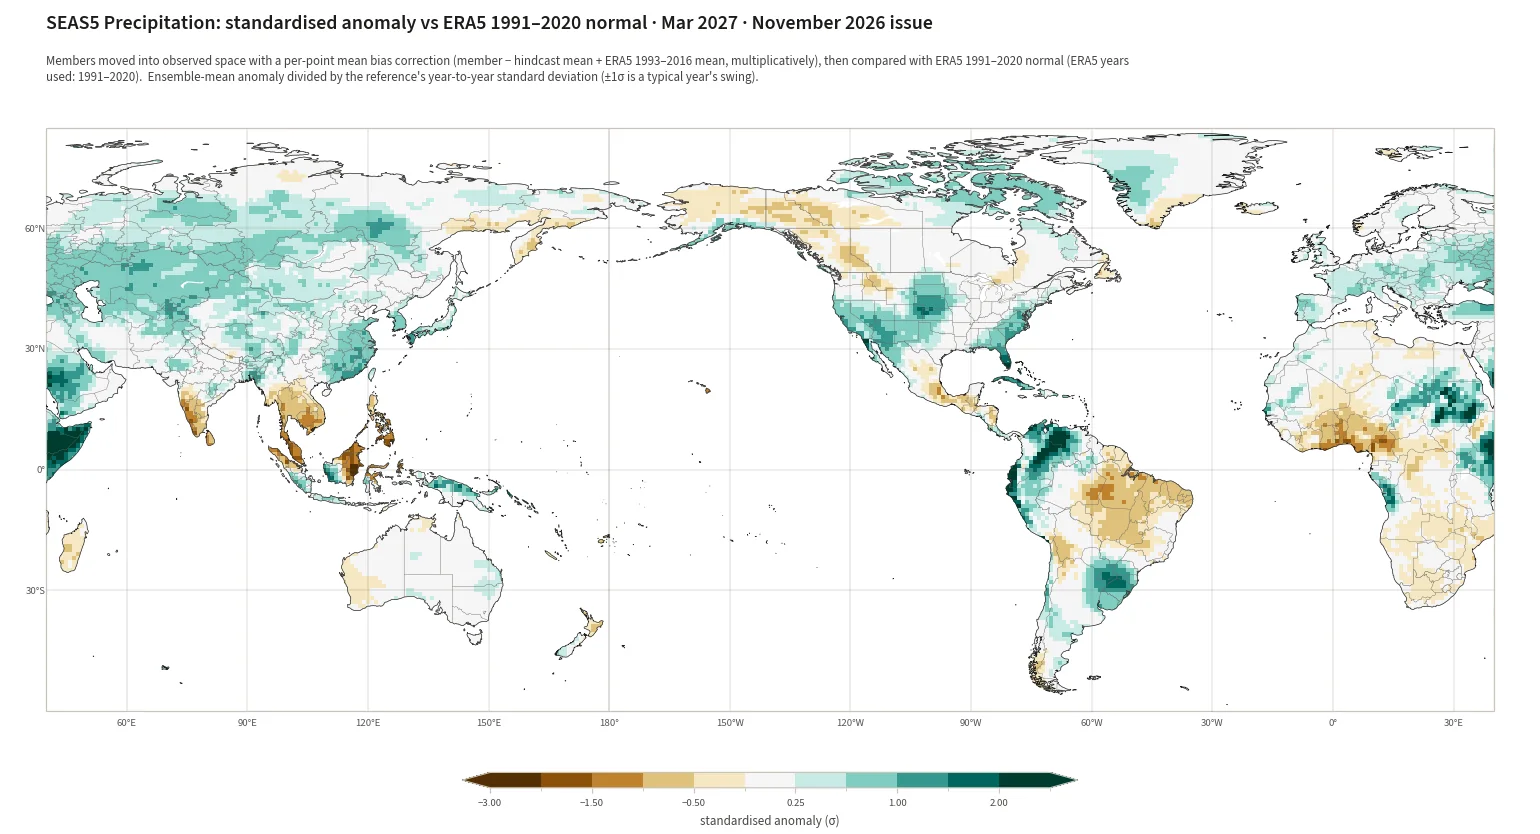 SEAS5 Precipitation: standardised anomaly vs ERA5 1991–2020 normal · Mar 2027 · November 2026 issue
Members moved into observed space with a per-point mean bias correction (member − hindcast mean + ERA5 1993–2016 mean, multiplicatively), then compared with ERA5 1991–2020 normal (ERA5 years
used: 1991–2020).  Ensemble-mean anomaly divided by the reference's year-to-year standard deviation (±1σ is a typical year's swing).
60°N
30°N
0°
30°S
60°E 90°E 120°E 150°E 180° 150°W 120°W 90°W 60°W 30°W 0° 30°E
−3.00 −1.50 −0.50 0.25 1.00 2.00
standardised anomaly (σ)